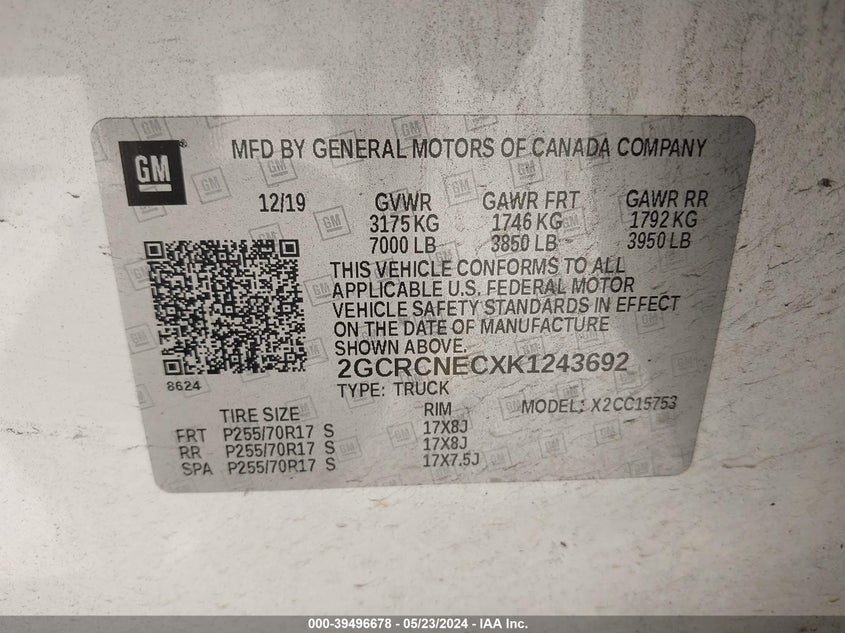 GM
MFD BY GENERAL MOTORS OF CANADA COMPANY
12/19 GVWR GAWR FRT GAWR RR
3175 KG 1746 KG 1792 KG
7000 LB 3850 LB 3950 LB
THIS VEHICLE CONFORMS TO ALL
APPLICABLE U.S. FEDERAL MOTOR
VEHICLE SAFETY STANDARDS IN EFFECT
ON THE DATE OF MANUFACTURE
SHOWN ABOVE.
2GCRCNECXK1243692
8624
TYPE: TRUCK MODEL: X2CC15753
TIRE SIZE RIM
FRT P255/70R17 S 17X8J
RR P255/70R17 S 17X8J
SPA P255/70R17 S 17X7.5J
000-39496678 - 05/23/2024 - IAA Inc.